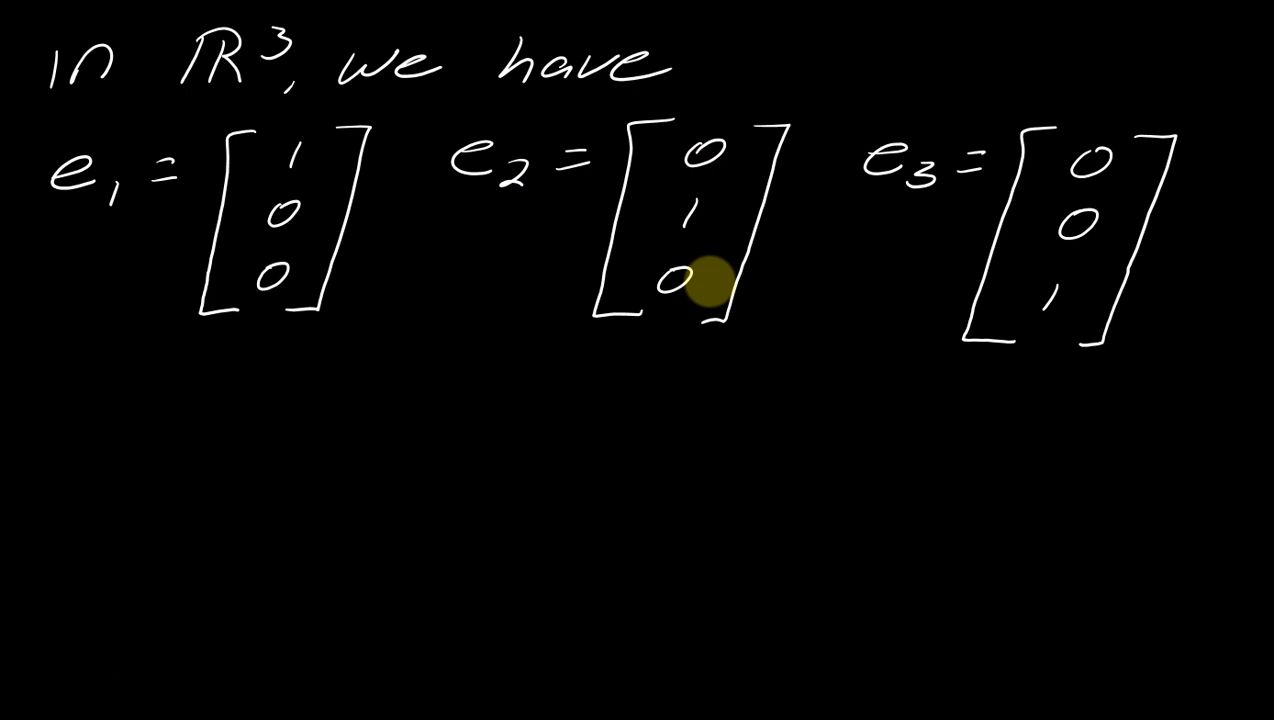 in ℝ³, we have
e₁ = [1 0 0] e₂ = [0 1 0] e₃ = [0 0 1]